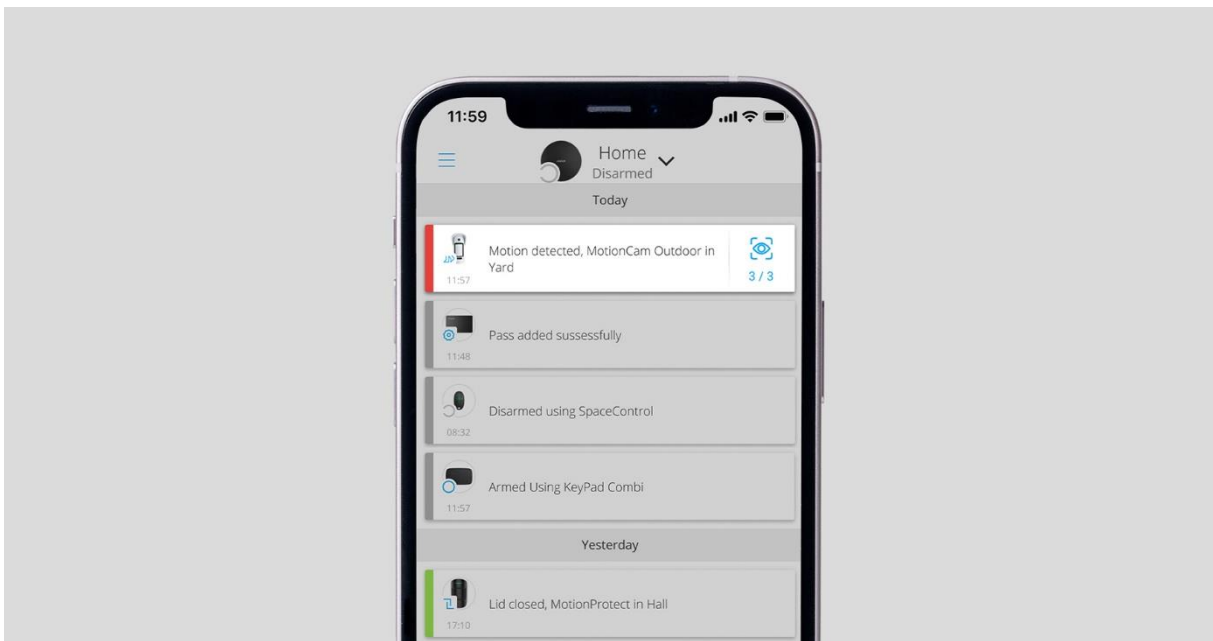 11:59
Home
Disarmed
Today
Motion detected, MotionCam Outdoor in
Yard
11:57
3 / 3
Pass added sussessfully
11:48
Disarmed using SpaceControl
08:32
Armed Using KeyPad Combi
11:57
Yesterday
Lid closed, MotionProtect in Hall
17:10